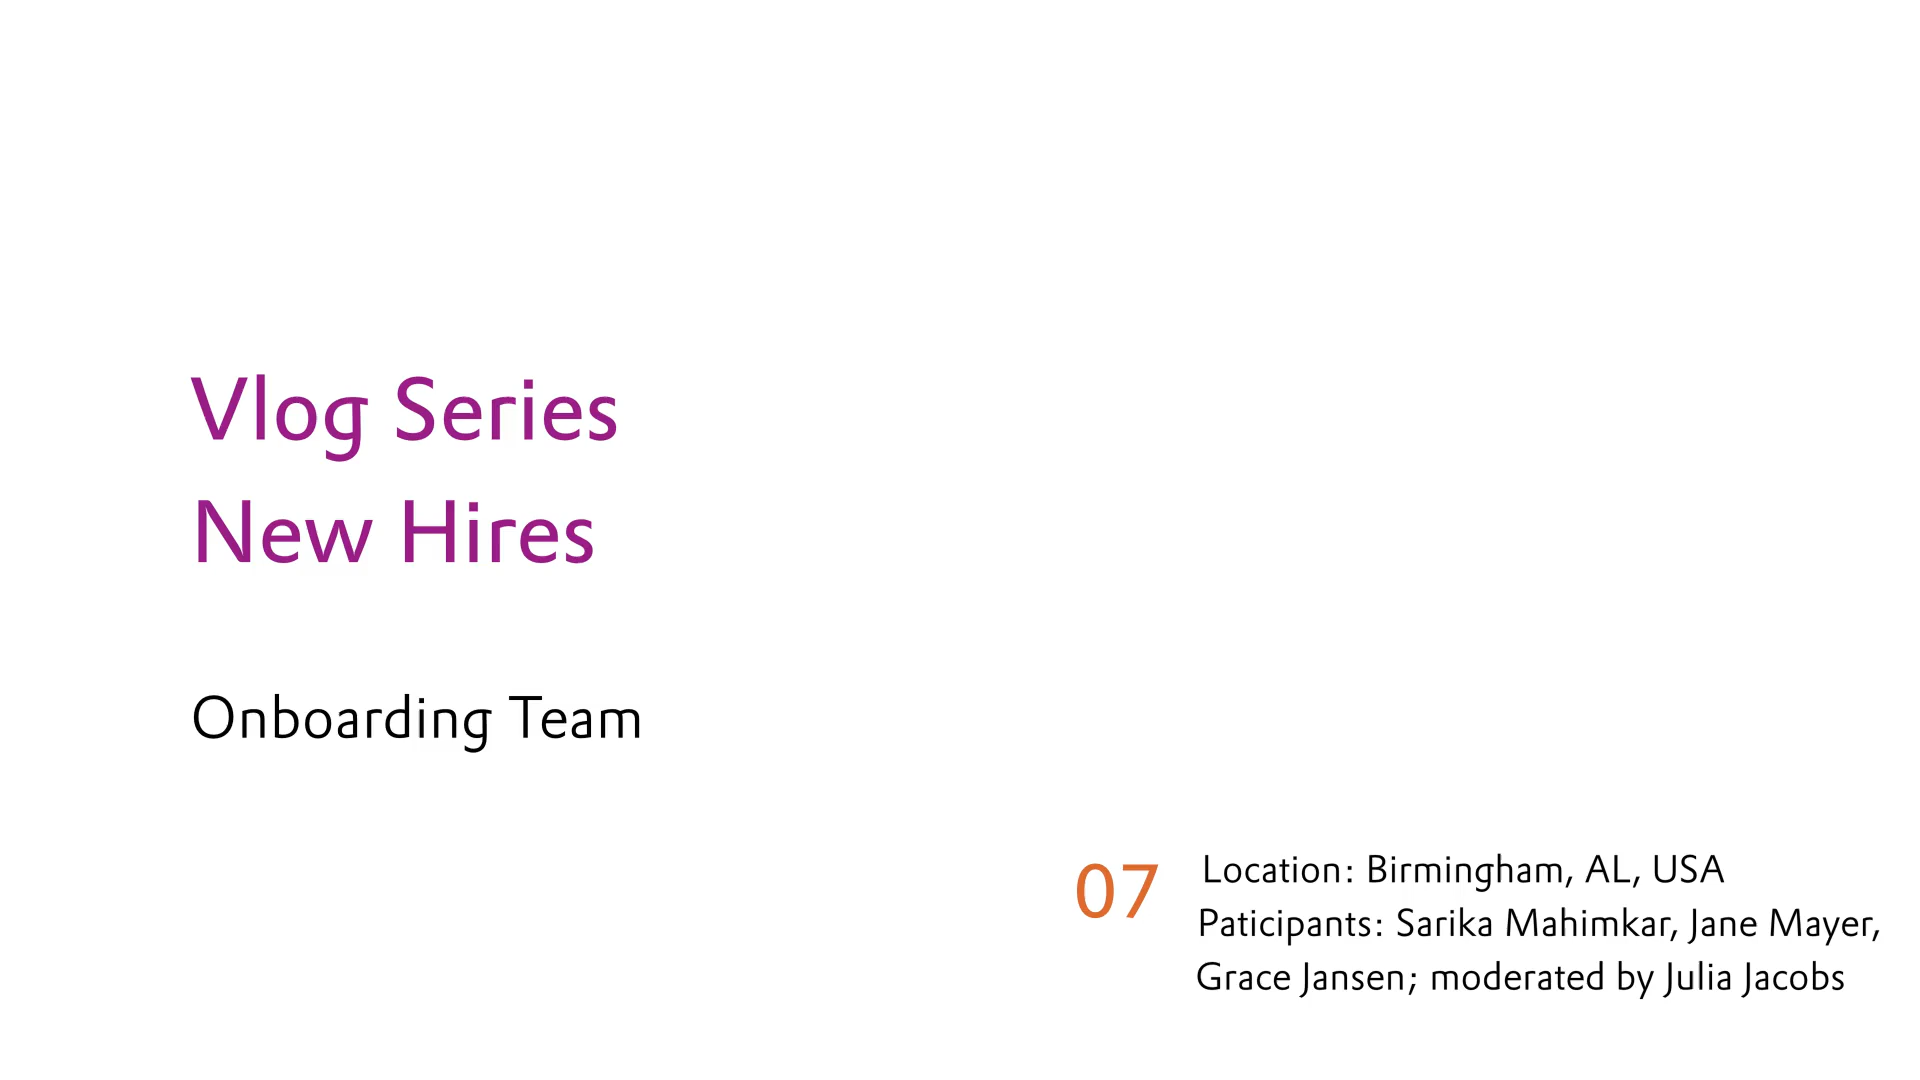 Vlog Series
New Hires
Onboarding Team
07
Location: Birmingham, AL, USA
Paticipants: Sarika Mahimkar, Jane Mayer,
Grace Jansen; moderated by Julia Jacobs